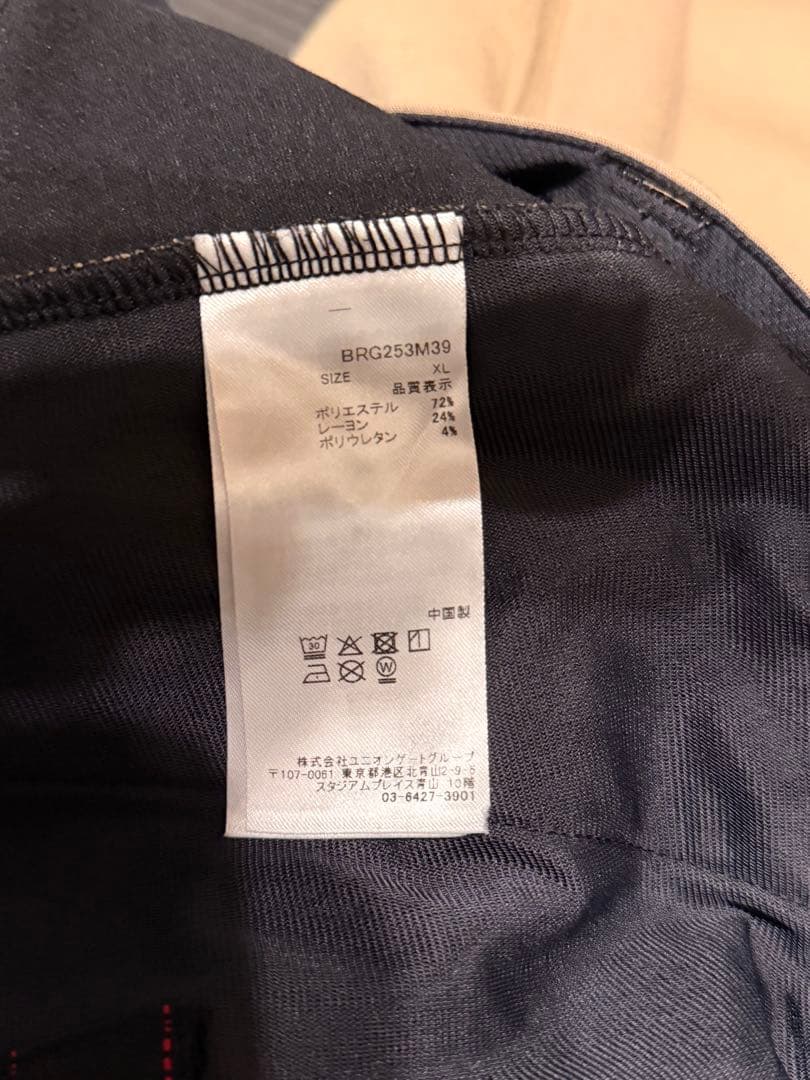 BRG253M39
SIZE XL
品質表示
ポリエステル 72%
レーヨン 24%
ポリウレタン 4%
中国製
30
W
株式会社ユニオンゲートグループ
〒107-0061 東京都港区北青山2-9-5
スタジアムプレイス青山 10階
03-6427-3901